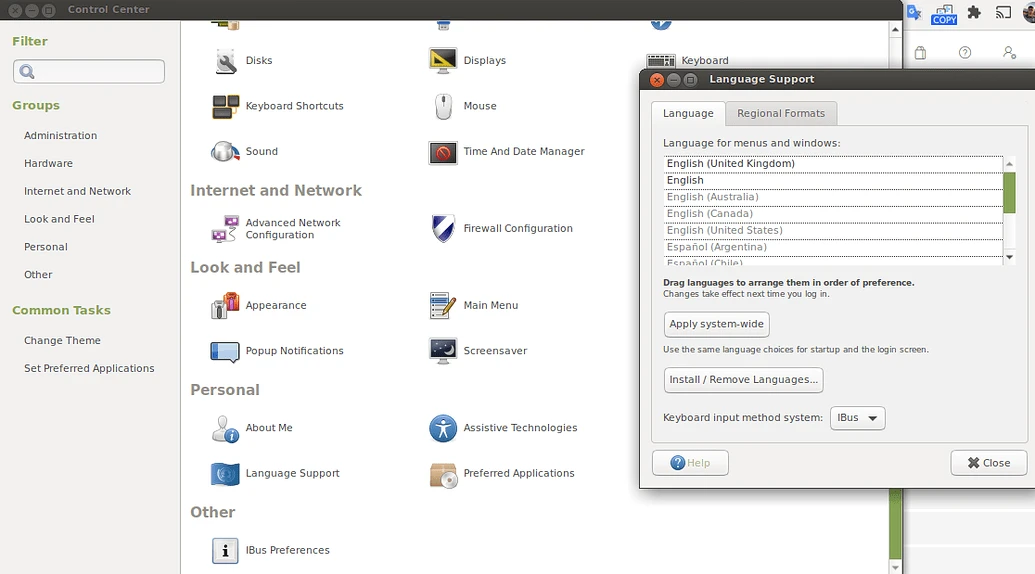 Control Center
Filter
Groups
Administration
Hardware
Internet and Network
Look and Feel
Personal
Other
Common Tasks
Change Theme
Set Preferred Applications
Disks
Displays
Keyboard
Keyboard Shortcuts
Mouse
Sound
Time And Date Manager
Internet and Network
Advanced Network
Configuration
Firewall Configuration
Look and Feel
Appearance
Main Menu
Popup Notifications
Screensaver
Personal
About Me
Assistive Technologies
Language Support
Preferred Applications
Other
IBus Preferences
COPY
Language Support
Language
Regional Formats
Language for menus and windows:
English (United Kingdom)
English
English (Australia)
English (Canada)
English (United States)
Español (Argentina)
Español (Chile)
Drag languages to arrange them in order of preference.
Changes take effect next time you log in.
Apply system-wide
Use the same language choices for startup and the login screen.
Install / Remove Languages...
Keyboard input method system:
IBus
Help
Close